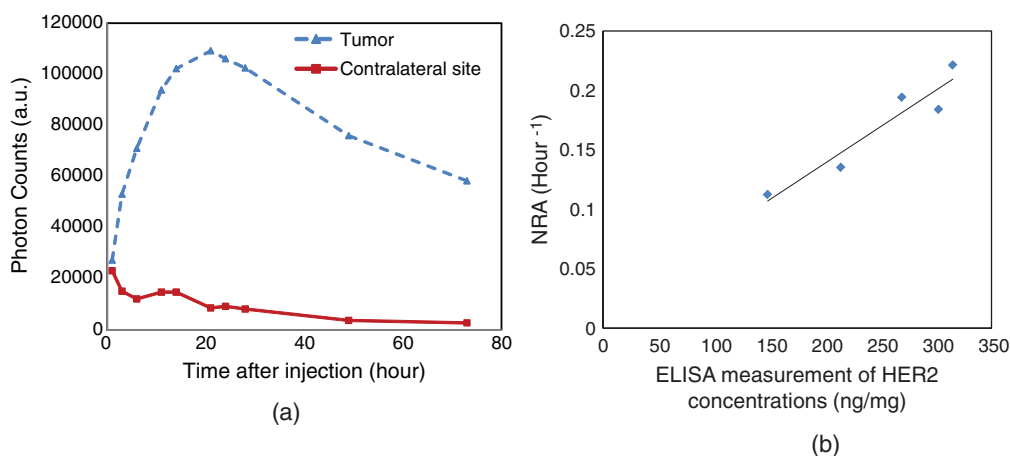 120000
100000
80000
60000
40000
20000
0
Photon Counts (a.u.)
Tumor
Contralateral site
0 20 40 60 80
Time after injection (hour)
(a)
0.25
0.2
0.15
0.1
0.05
0
NRA (Hour -1)
0 50 100 150 200 250 300 350
ELISA measurement of HER2
concentrations (ng/mg)
(b)